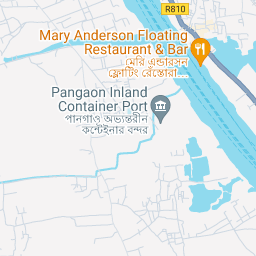 R810
Mary Anderson Floating
Restaurant & Bar
মেরি এন্ডারসন
ফ্লোটিং রেস্তোরা...
Pangaon Inland
Container Port
পানগাও অভ্যন্তরীন
কন্টেইনার বন্দর